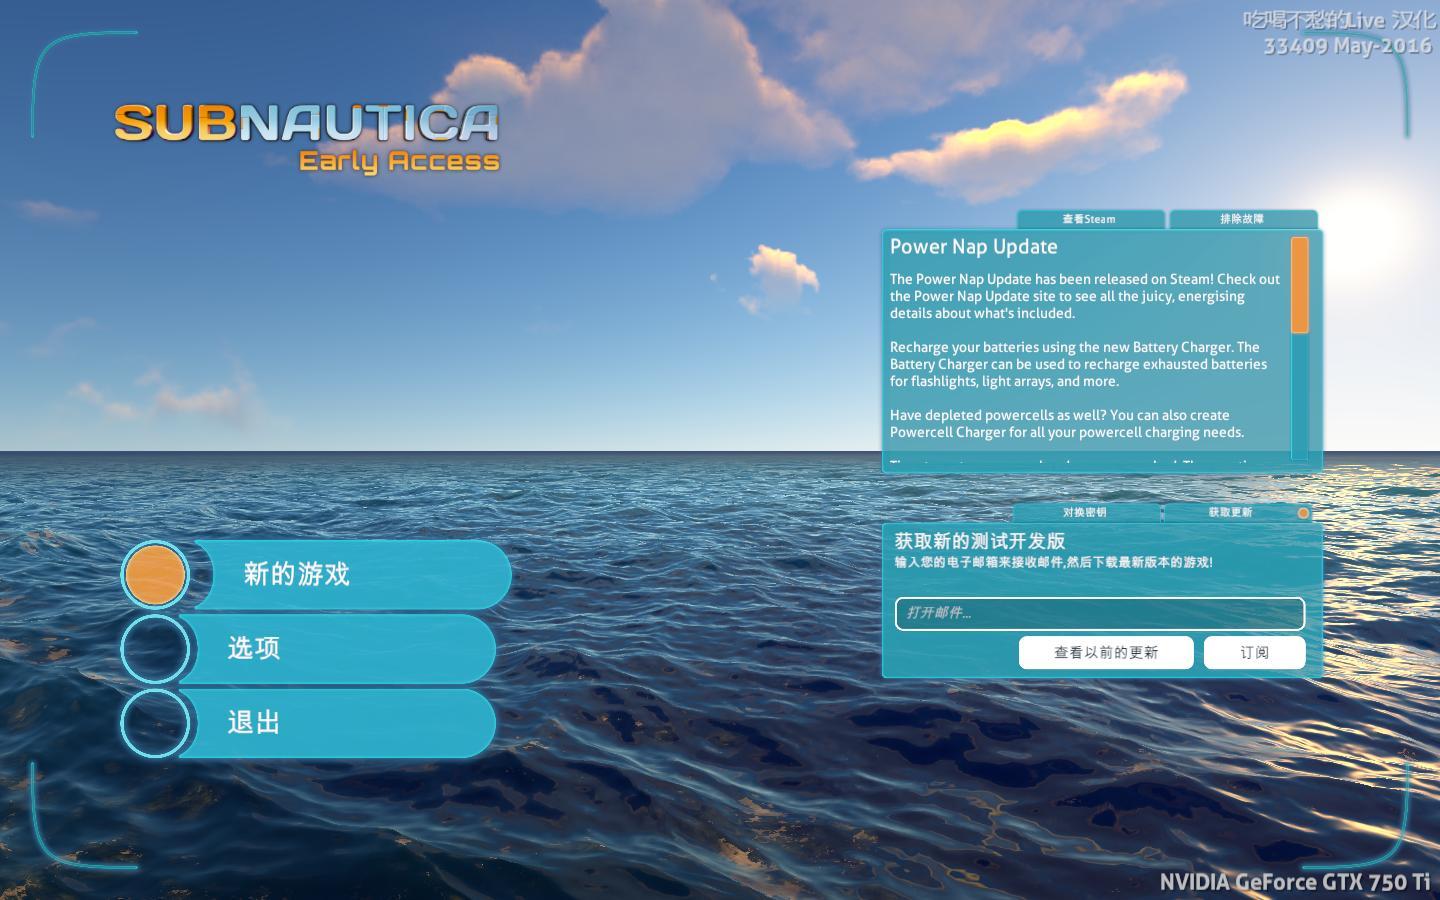 吃喝不愁的Live 汉化
33409 May-2016
SUBNAUTICA
Early Access
查看Steam
排除故障
Power Nap Update
The Power Nap Update has been released on Steam! Check out
the Power Nap Update site to see all the juicy, energising
details about what's included.
Recharge your batteries using the new Battery Charger. The
Battery Charger can be used to recharge exhausted batteries
for flashlights, light arrays, and more.
Have depleted powercells as well? You can also create
Powercell Charger for all your powercell charging needs.
对换密钥
获取更新
获取新的测试开发版
输入您的电子邮箱来接收邮件,然后下载最新版本的游戏!
打开邮件...
查看以前的更新
订阅
新的游戏
选项
退出
NVIDIA GeForce GTX 750 Ti